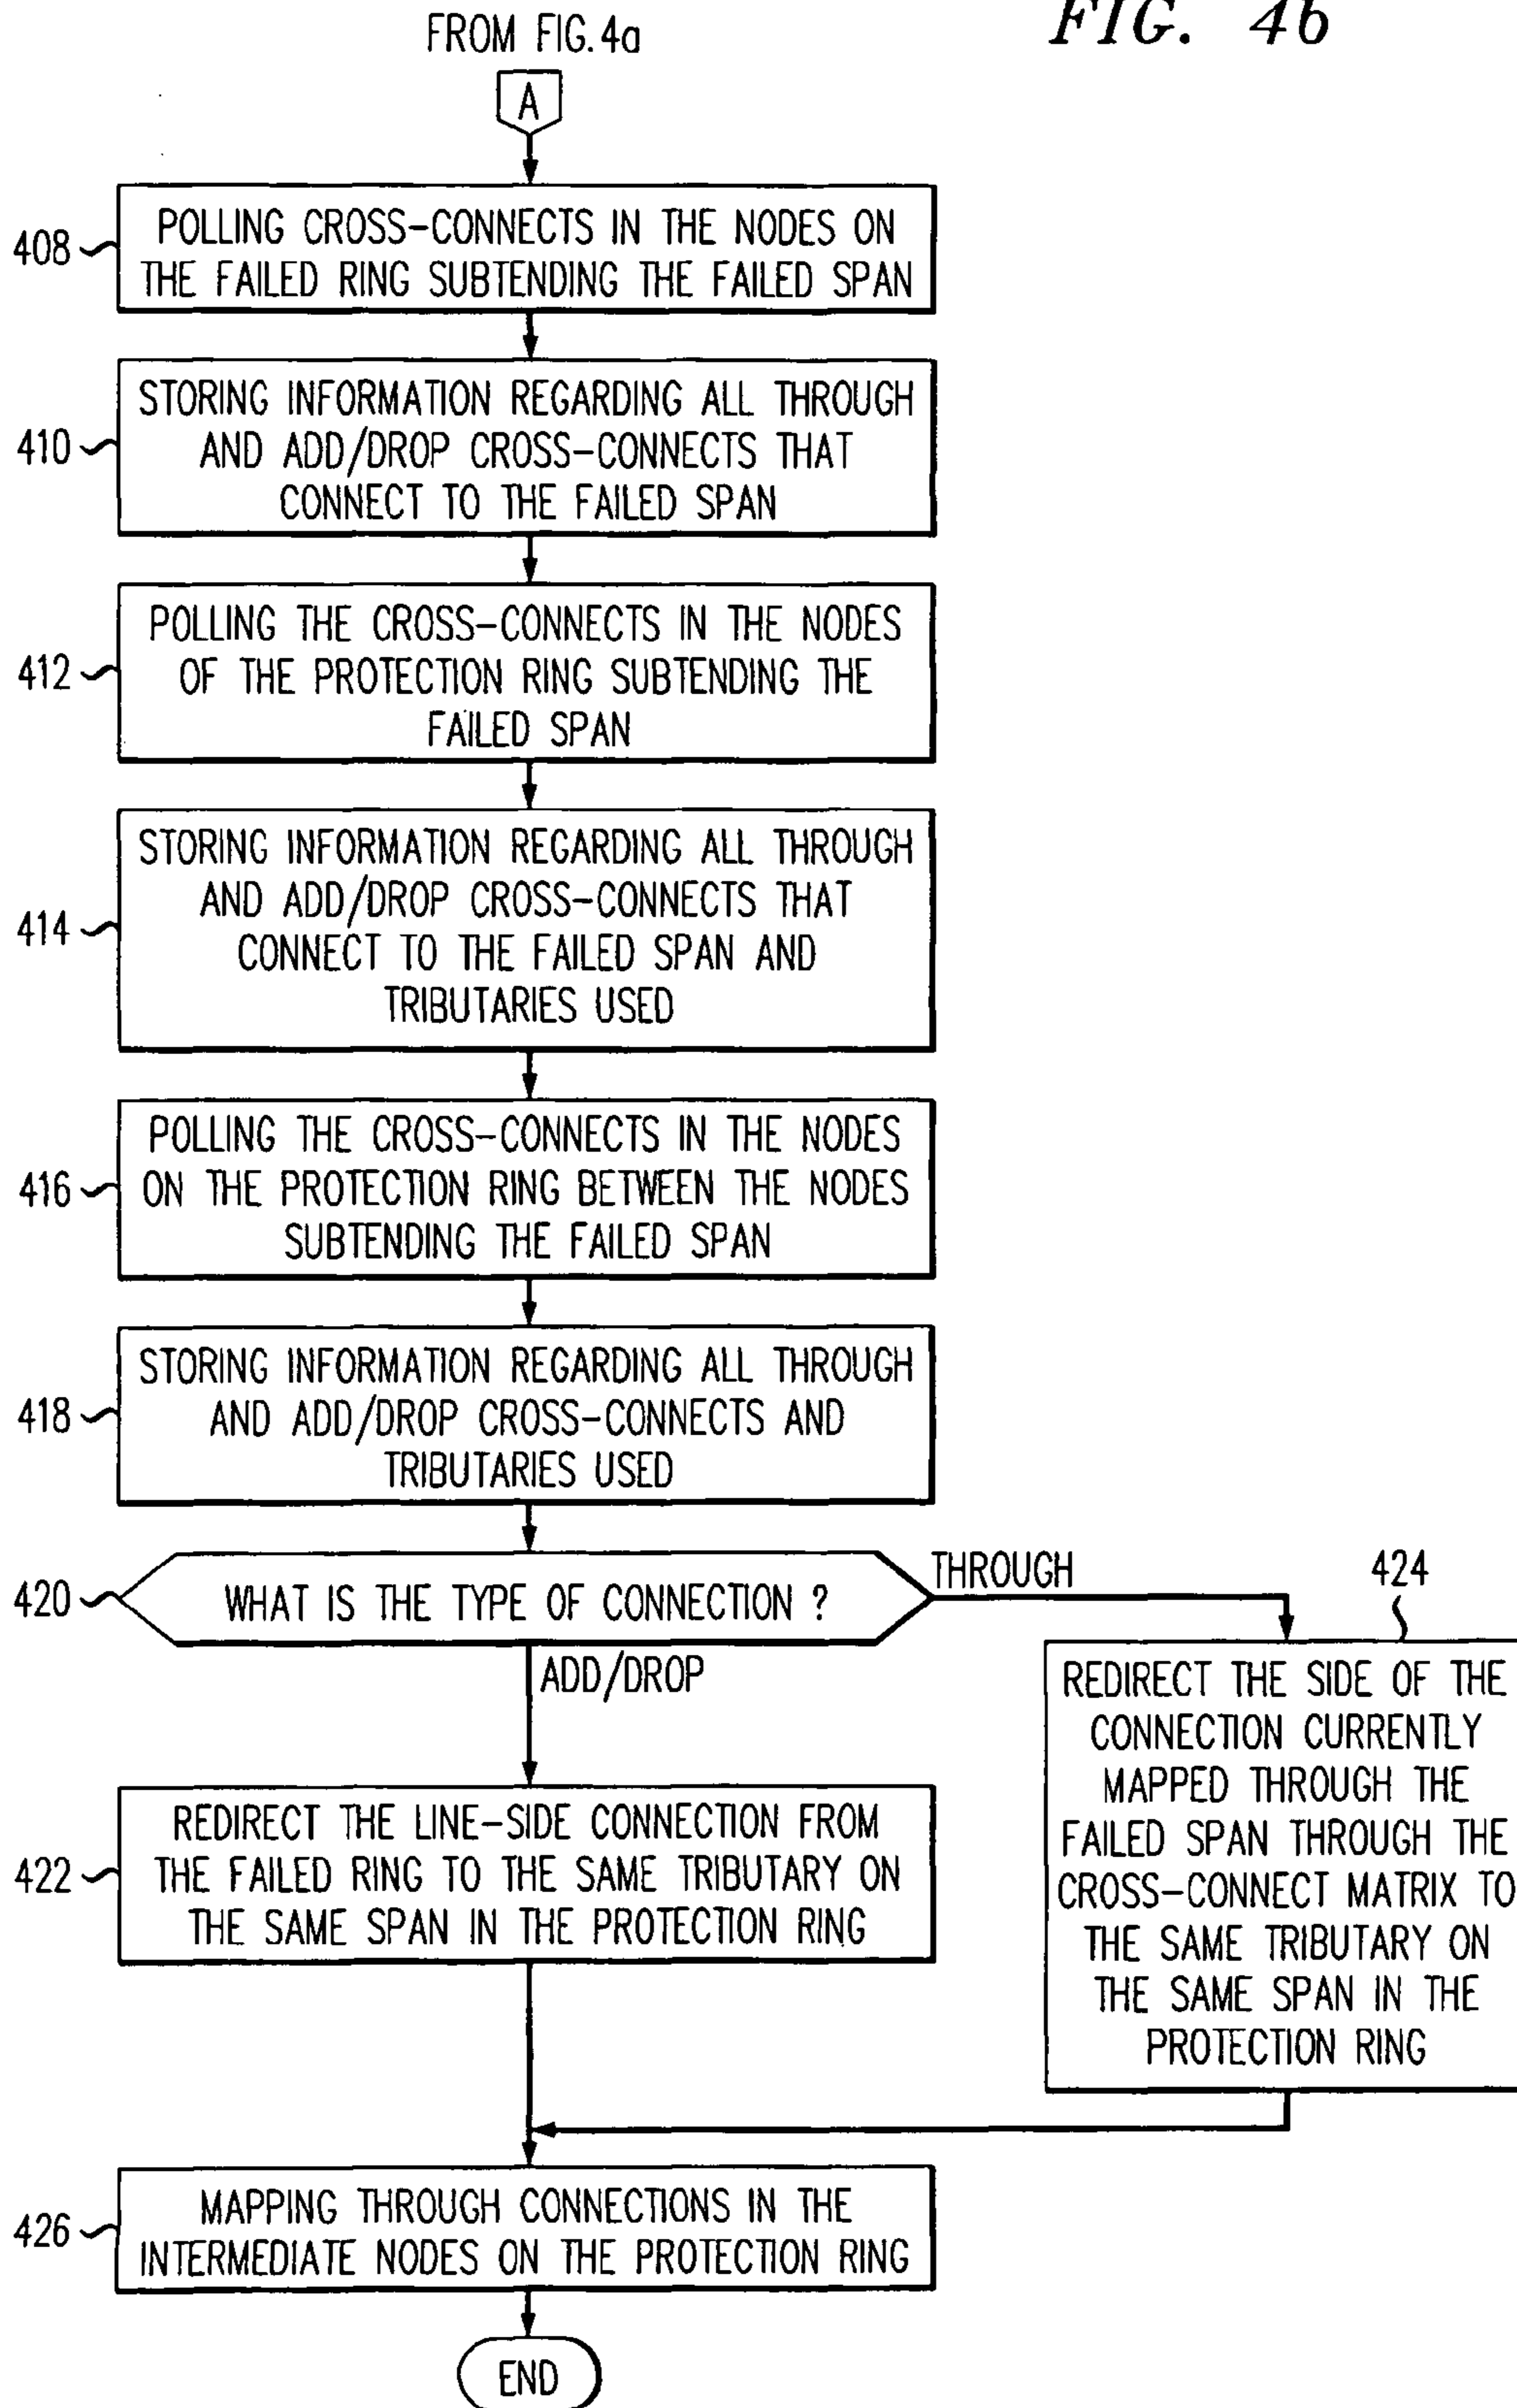 FROM FIG. 4a
FIG. 4b
A
408
POLLING CROSS-CONNECTS IN THE NODES ON
THE FAILED RING SUBTENDING THE FAILED SPAN
410
STORING INFORMATION REGARDING ALL THROUGH
AND ADD/DROP CROSS-CONNECTS THAT
CONNECT TO THE FAILED SPAN
412
POLLING THE CROSS-CONNECTS IN THE NODES
OF THE PROTECTION RING SUBTENDING THE
FAILED SPAN
414
STORING INFORMATION REGARDING ALL THROUGH
AND ADD/DROP CROSS-CONNECTS THAT
CONNECT TO THE FAILED SPAN AND
TRIBUTARIES USED
416
POLLING THE CROSS-CONNECTS IN THE NODES
ON THE PROTECTION RING BETWEEN THE NODES
SUBTENDING THE FAILED SPAN
418
STORING INFORMATION REGARDING ALL THROUGH
AND ADD/DROP CROSS-CONNECTS AND
TRIBUTARIES USED
420
WHAT IS THE TYPE OF CONNECTION ?
THROUGH
ADD/DROP
424
REDIRECT THE SIDE OF THE
CONNECTION CURRENTLY
MAPPED THROUGH THE
FAILED SPAN THROUGH THE
CROSS-CONNECT MATRIX TO
THE SAME TRIBUTARY ON
THE SAME SPAN IN THE
PROTECTION RING
422
REDIRECT THE LINE-SIDE CONNECTION FROM
THE FAILED RING TO THE SAME TRIBUTARY ON
THE SAME SPAN IN THE PROTECTION RING
426
MAPPING THROUGH CONNECTIONS IN THE
INTERMEDIATE NODES ON THE PROTECTION RING
END